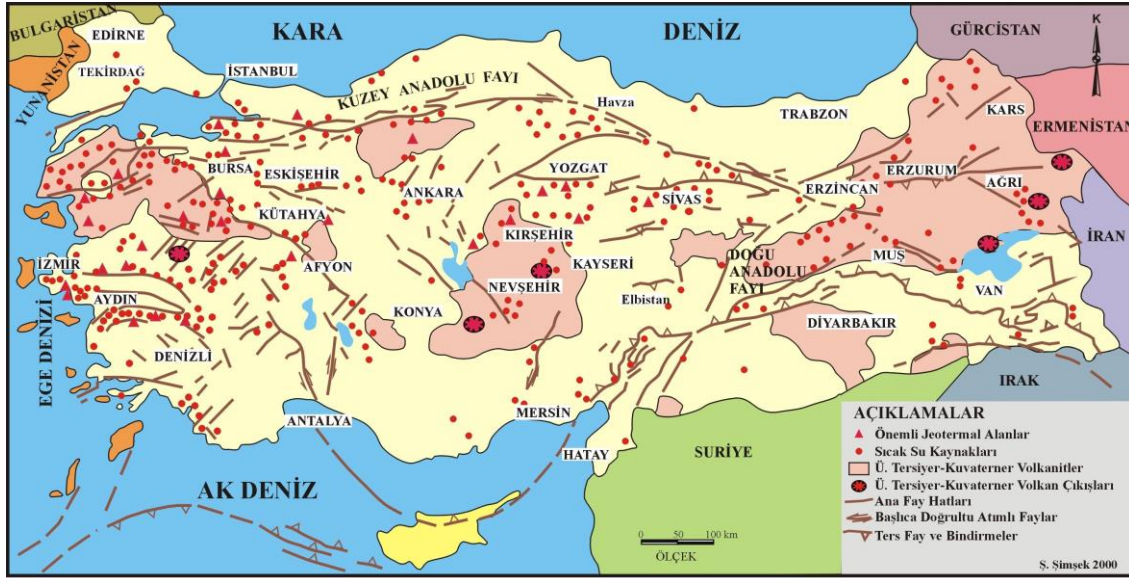 BULGARİSTAN
EDİRNE
TEKİRDAĞ
YUNANİSTAN
İSTANBUL
KARA
DENİZ
GÜRCİSTAN
K
KUZEY ANADOLU FAYI
Havza
TRABZON
KARS
ERMENİSTAN
BURSA
ESKİŞEHİR
ANKARA
YOZGAT
SİVAS
ERZİNCAN
ERZURUM
AĞRI
KÜTAHYA
KIRŞEHİR
İZMİR
AFYON
KAYSERİ
DOĞU
ANADOLU
FAYI
MUŞ
İRAN
NEVŞEHİR
VAN
AYDIN
KONYA
Elbistan
EGE DENİZİ
DENİZLİ
DİYARBAKIR
IRAK
ANTALYA
MERSİN
HATAY
SURİYE
AK DENİZ
0 50 100 km
ÖLÇEK
AÇIKLAMALAR
Önemli Jeotermal Alanlar
Sıcak Su Kaynakları
Ü. Tersiyer-Kuvaterner Volkanitler
Ü. Tersiyer-Kuvaterner Volkan Çıkışları
Ana Fay Hatları
Başlıca Doğrultu Atımlı Faylar
Ters Fay ve Bindirmeler
Ş. Şimşek 2000